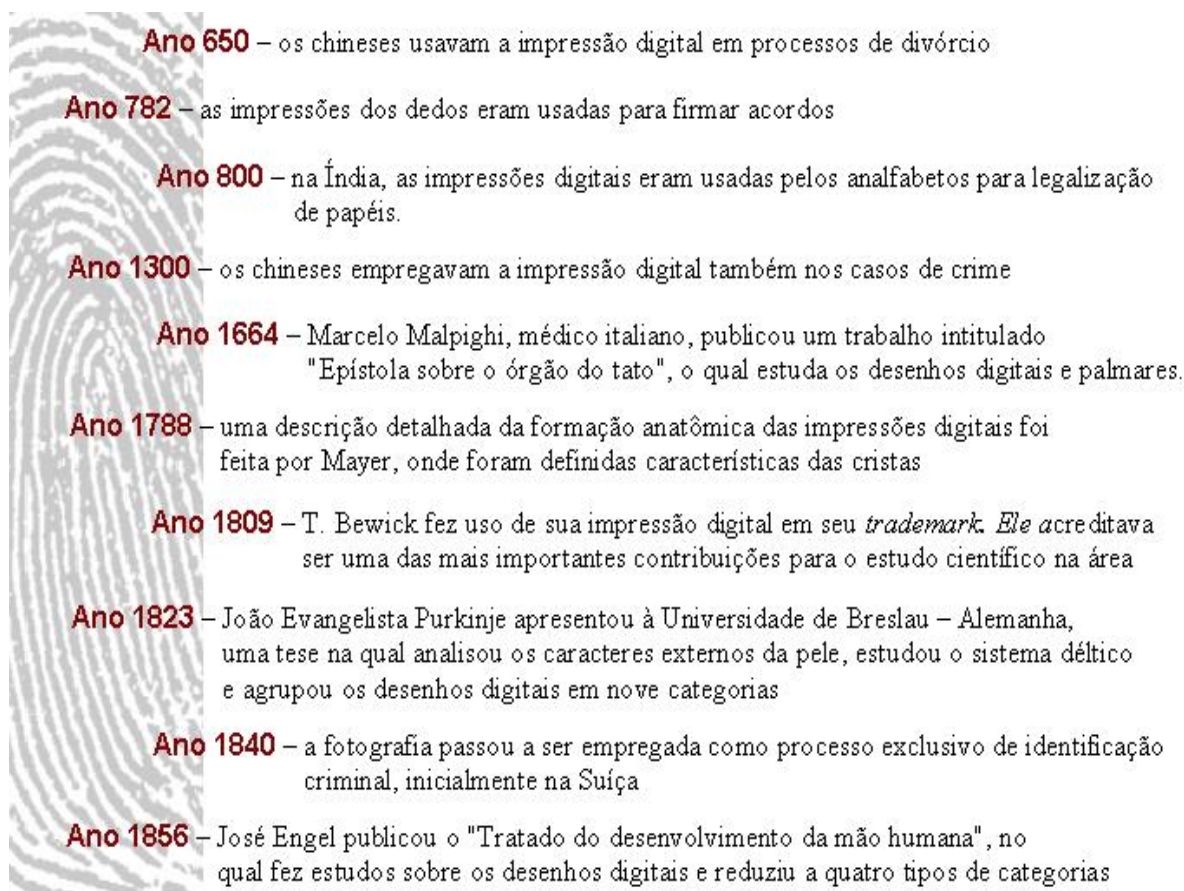 Ano 650 – os chineses usavam a impressão digital em processos de divórcio
Ano 782 – as impressões dos dedos eram usadas para firmar acordos
Ano 800 – na Índia, as impressões digitais eram usadas pelos analfabetos para legalização
de papéis.
Ano 1300 – os chineses empregavam a impressão digital também nos casos de crime
Ano 1664 – Marcelo Malpighi, médico italiano, publicou um trabalho intitulado
"Epístola sobre o órgão do tato", o qual estuda os desenhos digitais e palmares.
Ano 1788 – uma descrição detalhada da formação anatômica das impressões digitais foi
feita por Mayer, onde foram definidas características das cristas
Ano 1809 – T. Bewick fez uso de sua impressão digital em seu trademark. Ele acreditava
ser uma das mais importantes contribuições para o estudo científico na área
Ano 1823 – João Evangelista Purkinje apresentou à Universidade de Breslau – Alemanha,
uma tese na qual analisou os caracteres externos da pele, estudou o sistema déltico
e agrupou os desenhos digitais em nove categorias
Ano 1840 – a fotografia passou a ser empregada como processo exclusivo de identificação
criminal, inicialmente na Suíça
Ano 1856 – José Engel publicou o "Tratado do desenvolvimento da mão humana", no
qual fez estudos sobre os desenhos digitais e reduziu a quatro tipos de categorias